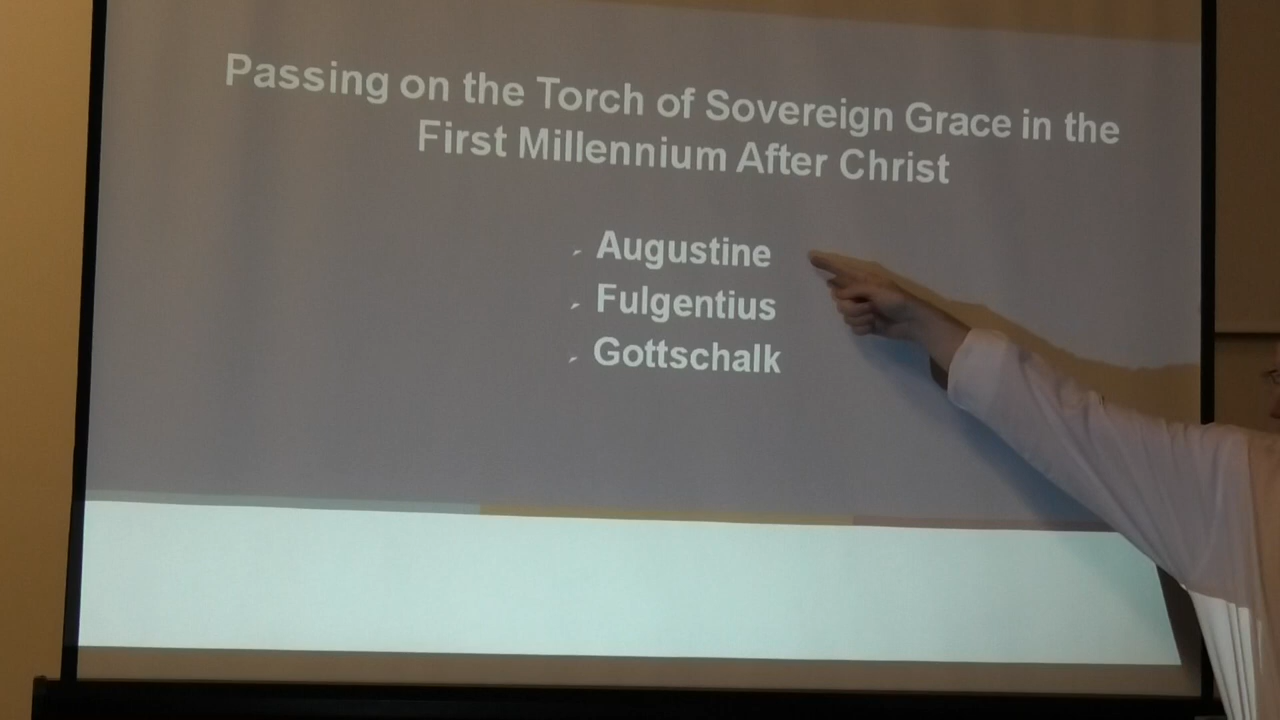 Passing on the Torch of Sovereign Grace in the
First Millennium After Christ
Augustine
Fulgentius
Gottschalk